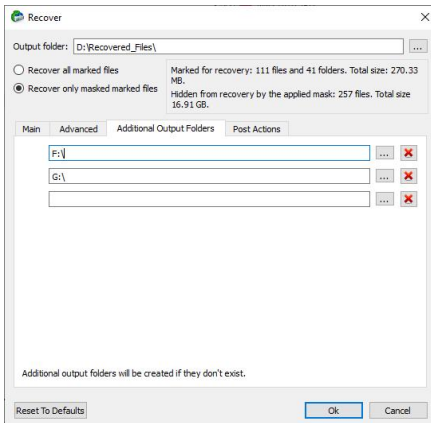 Recover
Output folder: D:\Recovered_Files\ ...
Recover all marked files
Recover only masked marked files
Marked for recovery: 111 files and 41 folders. Total size: 270.33
MB.
Hidden from recovery by the applied mask: 257 files. Total size
16.91 GB.
Main Advanced Additional Output Folders Post Actions
F:\ ...
G:\ ...
...
Additional output folders will be created if they don't exist.
Reset To Defaults Ok Cancel